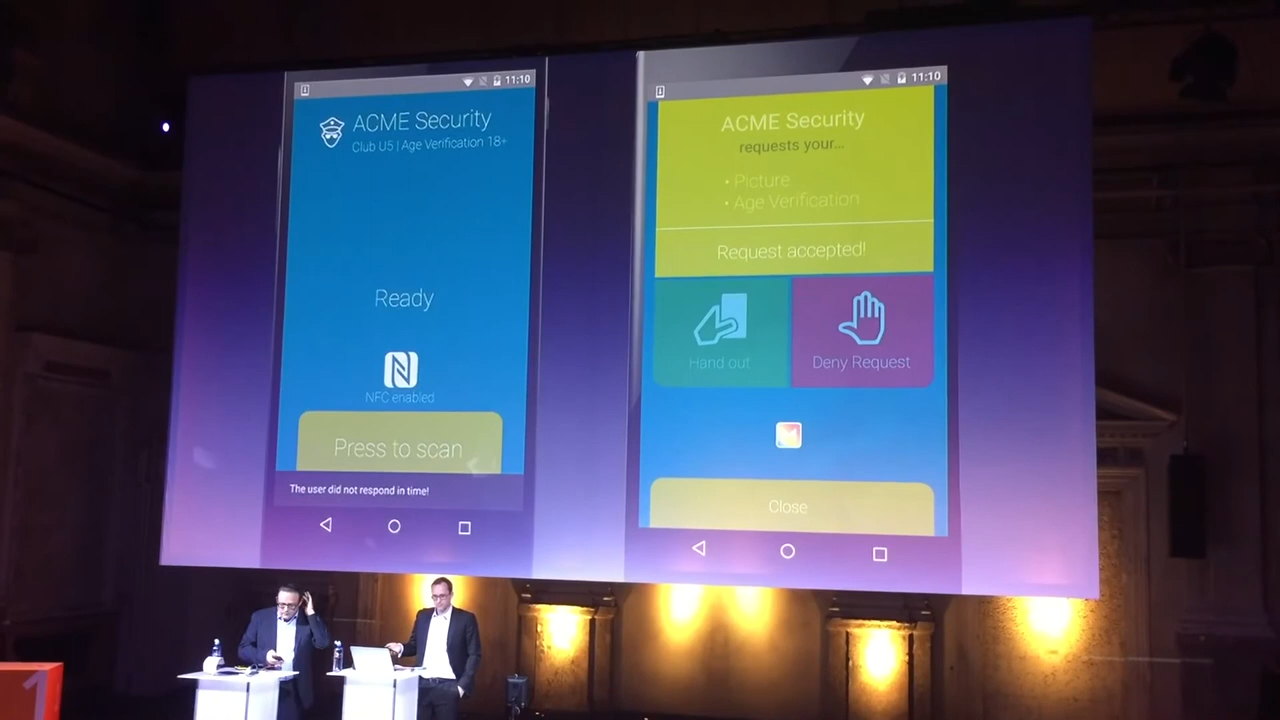 11:10
ACME Security
Club U5 | Age Verification 18+
Ready
NFC enabled
Press to scan
The user did not respond in time!
11:10
ACME Security
requests your...
• Picture
• Age Verification
Request accepted!
Hand out
Deny Request
Close
1